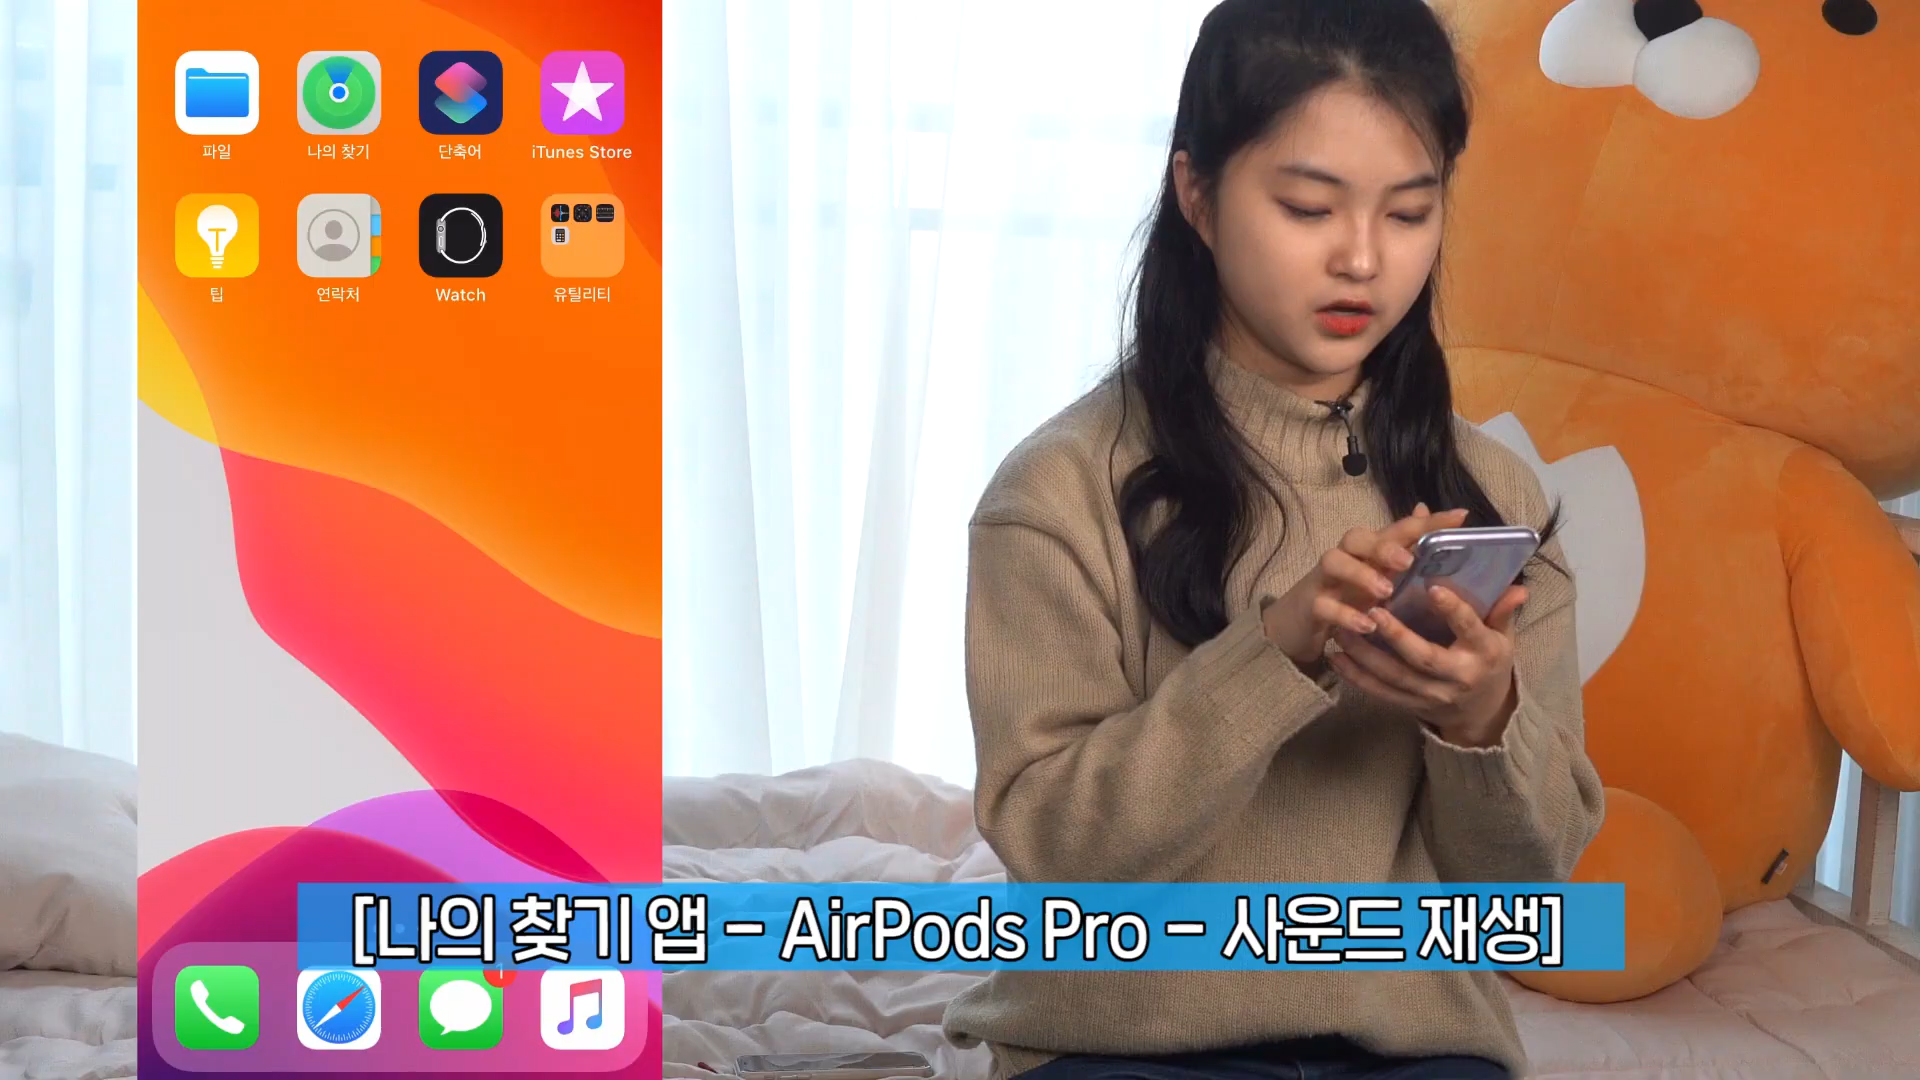 파일
나의 찾기
단축어
iTunes Store
팁
연락처
Watch
유틸리티
[나의 찾기 앱 – AirPods Pro – 사운드 재생]
1